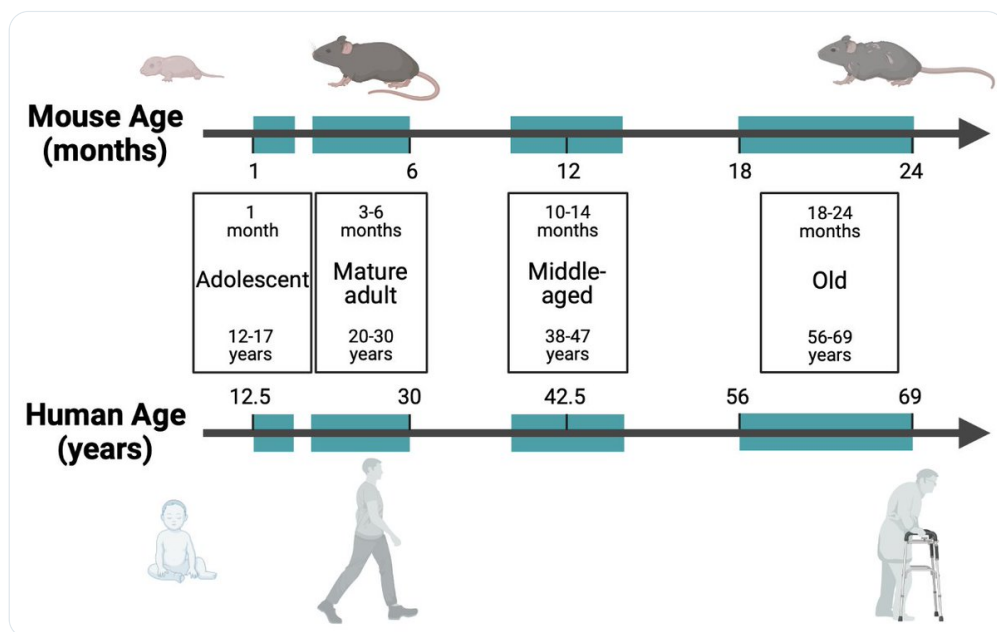 Mouse Age
(months)
1
6
12
18
24
1
month
Adolescent
12-17
years
3-6
months
Mature
adult
20-30
years
10-14
months
Middle-
aged
38-47
years
18-24
months
Old
56-69
years
Human Age
(years)
12.5
30
42.5
56
69